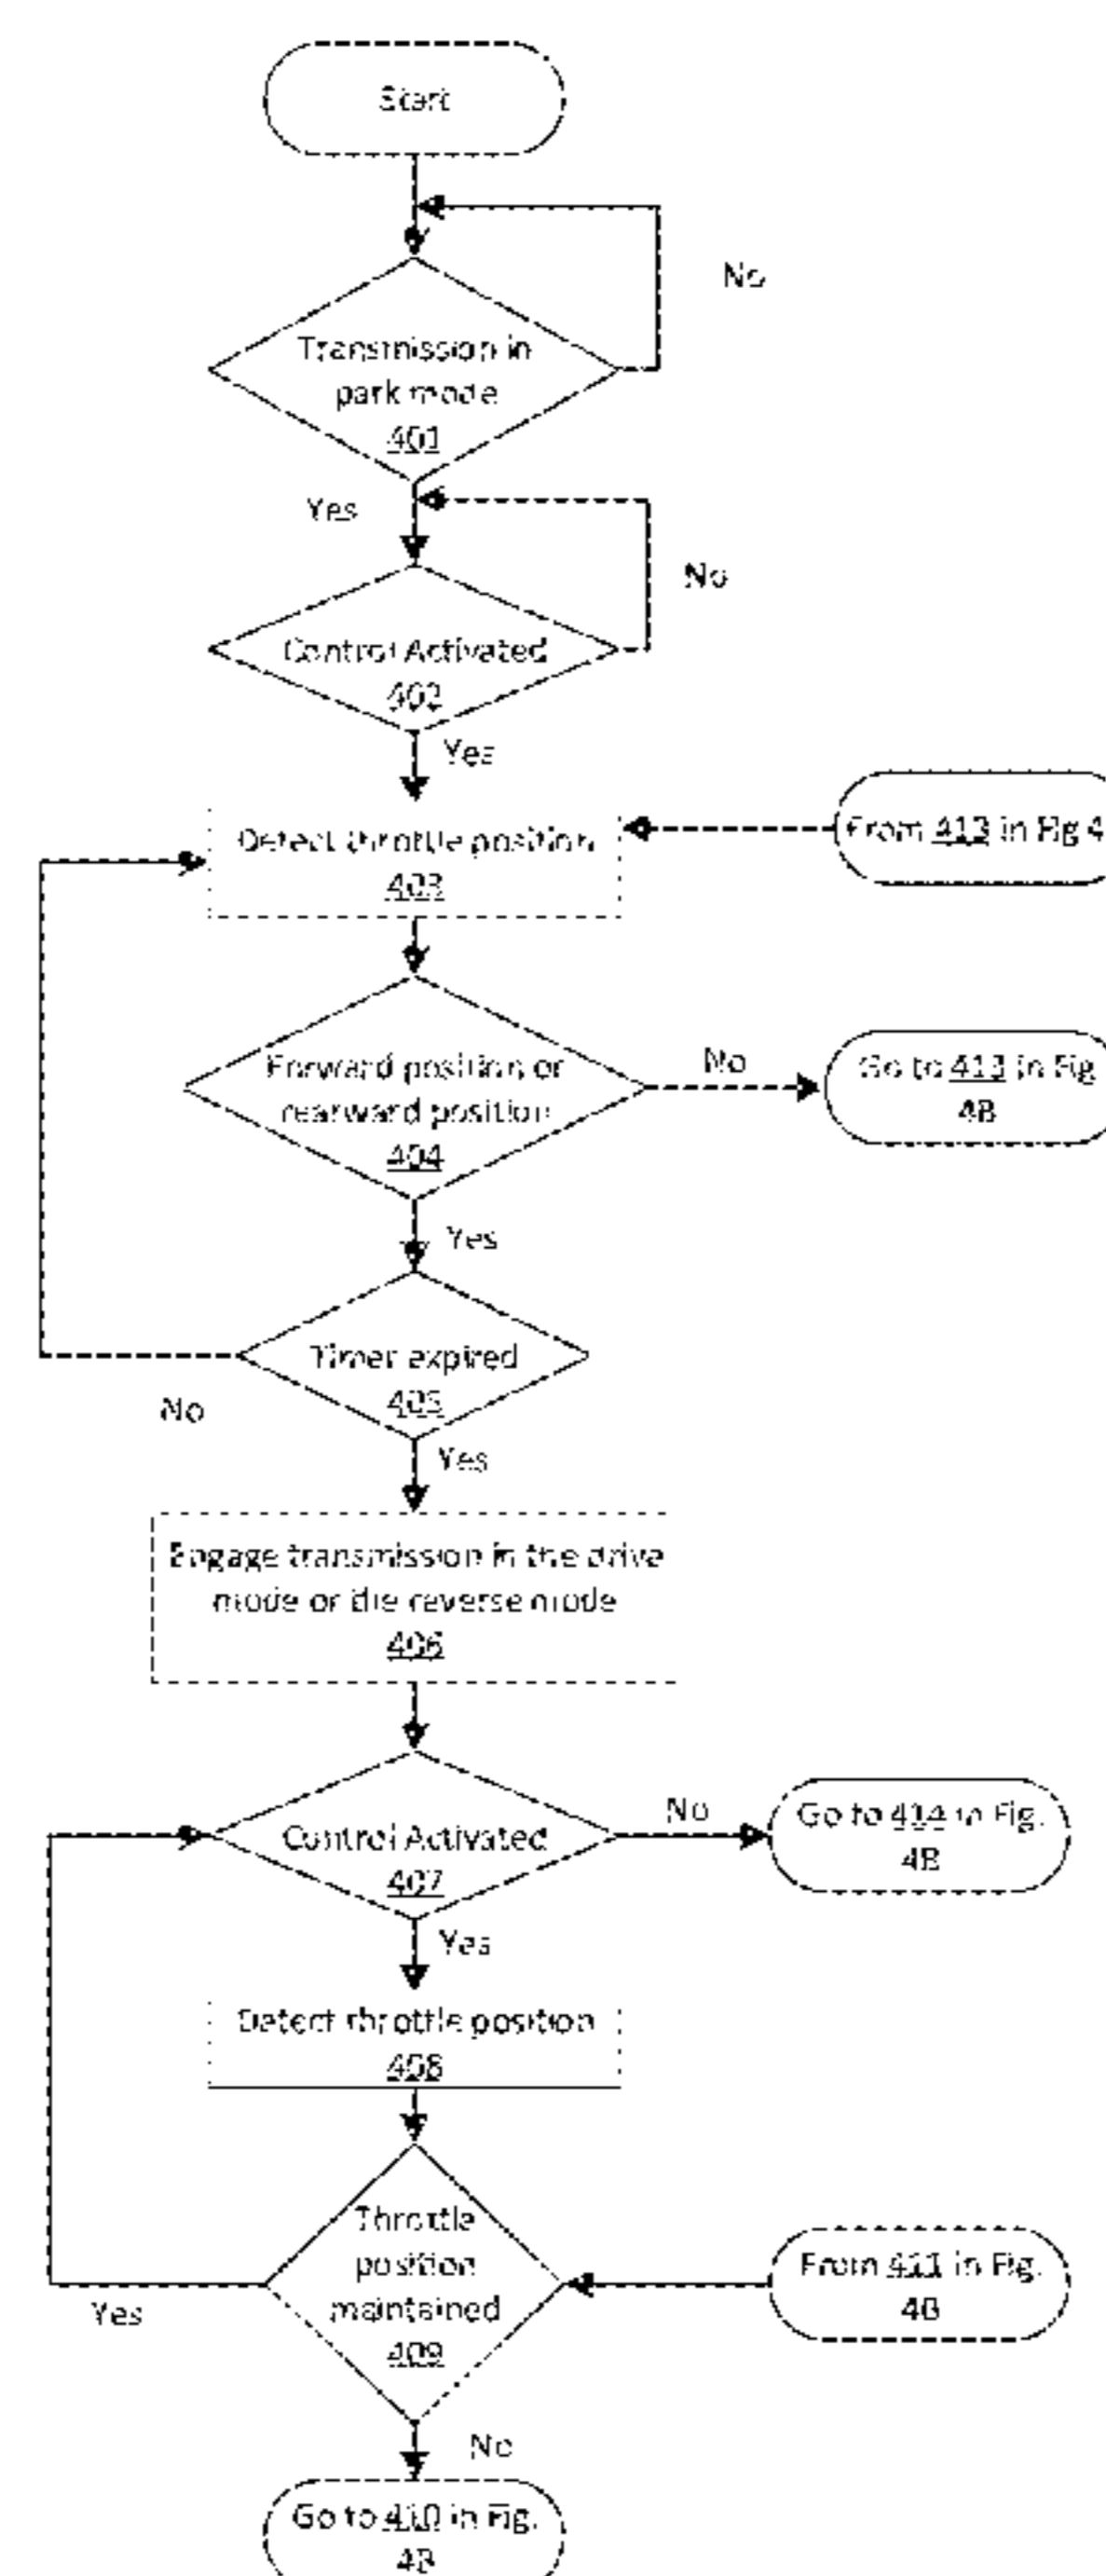 Start
No
Transmission in
park mode
401
Yes
No
Control Activated
402
Yes
Detect throttle position
403
From 413 in Fig 4
Forward position or
rearward position
404
No
Go to 413 in Fig
4B
Yes
Timer expired
405
No
Yes
Engage transmission in the drive
mode or the reverse mode
406
Control Activated
407
No
Go to 414 in Fig.
4B
Yes
Detect throttle position
408
Throttle
position
maintained
409
From 411 in Fig.
4B
Yes
No
Go to 410 in Fig.
4B